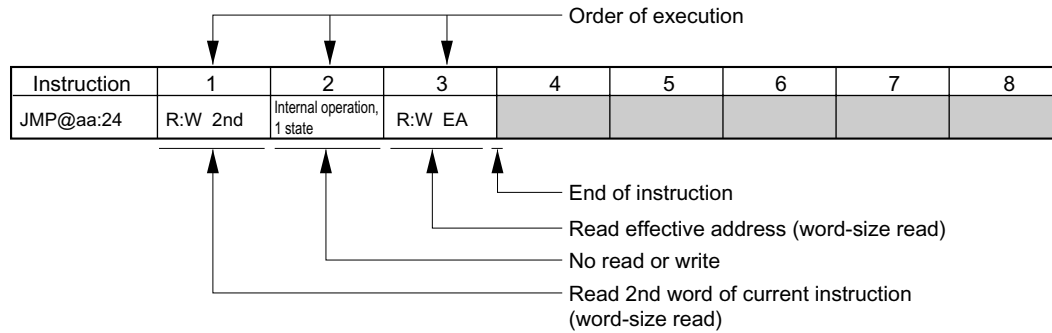 Order of execution
Instruction 1 2 3 4 5 6 7 8
JMP@aa:24 R:W 2nd Internal operation, 1 state R:W EA
End of instruction
Read effective address (word-size read)
No read or write
Read 2nd word of current instruction
(word-size read)